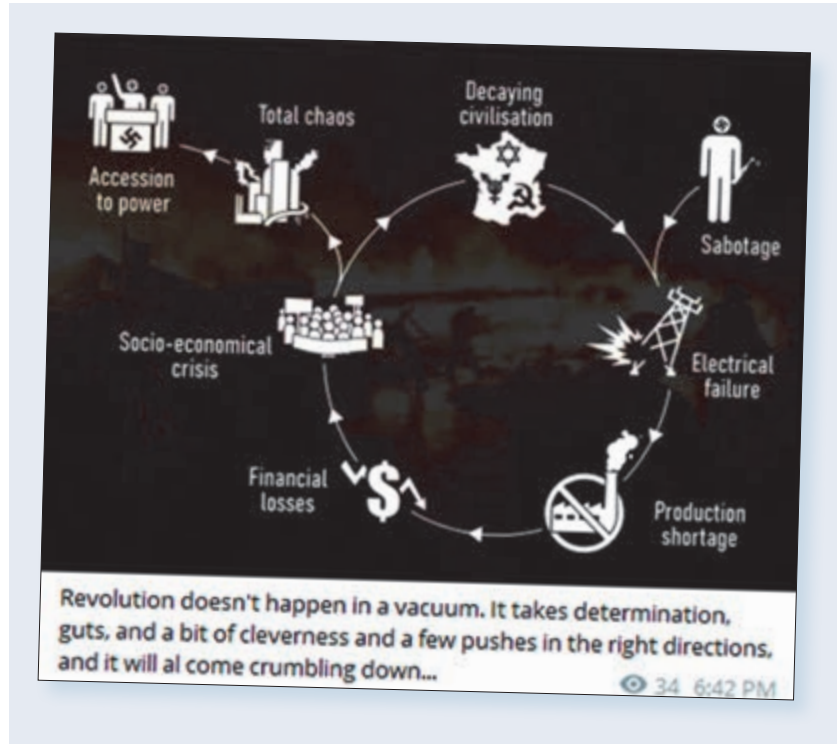 Decaying
civilisation
Total chaos
Accession
to power
Sabotage
Socio-economical
crisis
Electrical
failure
Financial
losses
$
Production
shortage
Revolution doesn't happen in a vacuum. It takes determination,
guts, and a bit of cleverness and a few pushes in the right directions,
and it will al come crumbling down...
34 6:42 PM